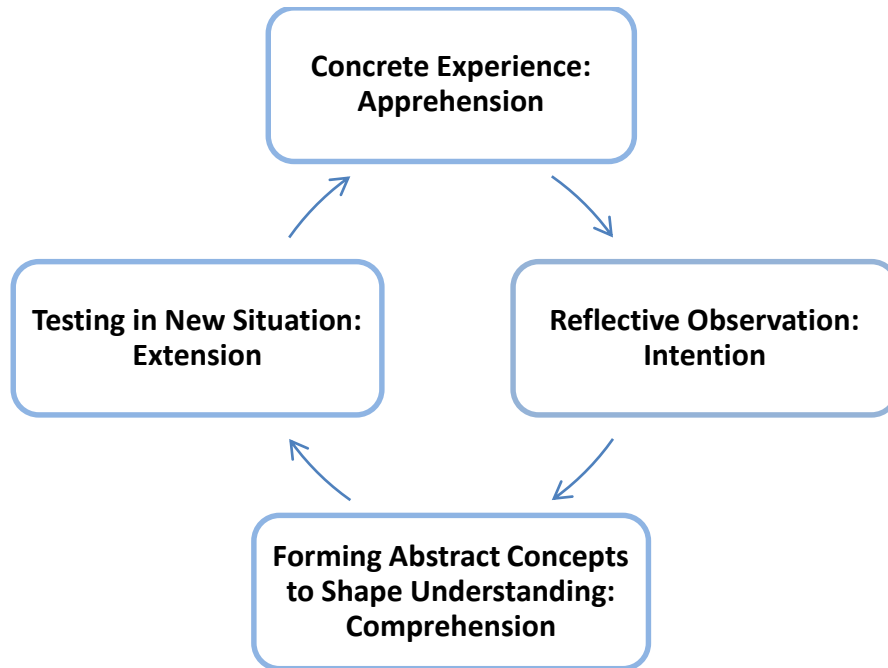 Concrete Experience:
Apprehension
Reflective Observation:
Intention
Forming Abstract Concepts
to Shape Understanding:
Comprehension
Testing in New Situation:
Extension